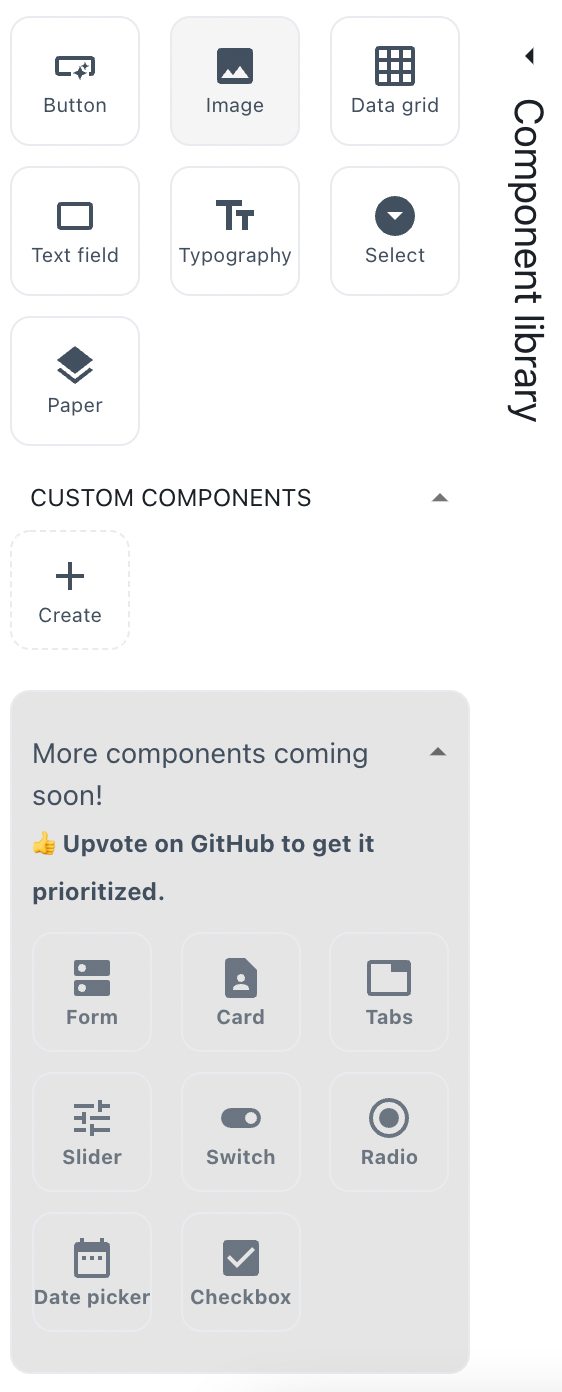 Button
Image
Data grid
Text field
Typography
Select
Paper
Component library
CUSTOM COMPONENTS
Create
More components coming
soon!
👍 Upvote on GitHub to get it
prioritized.
Form
Card
Tabs
Slider
Switch
Radio
Date picker
Checkbox